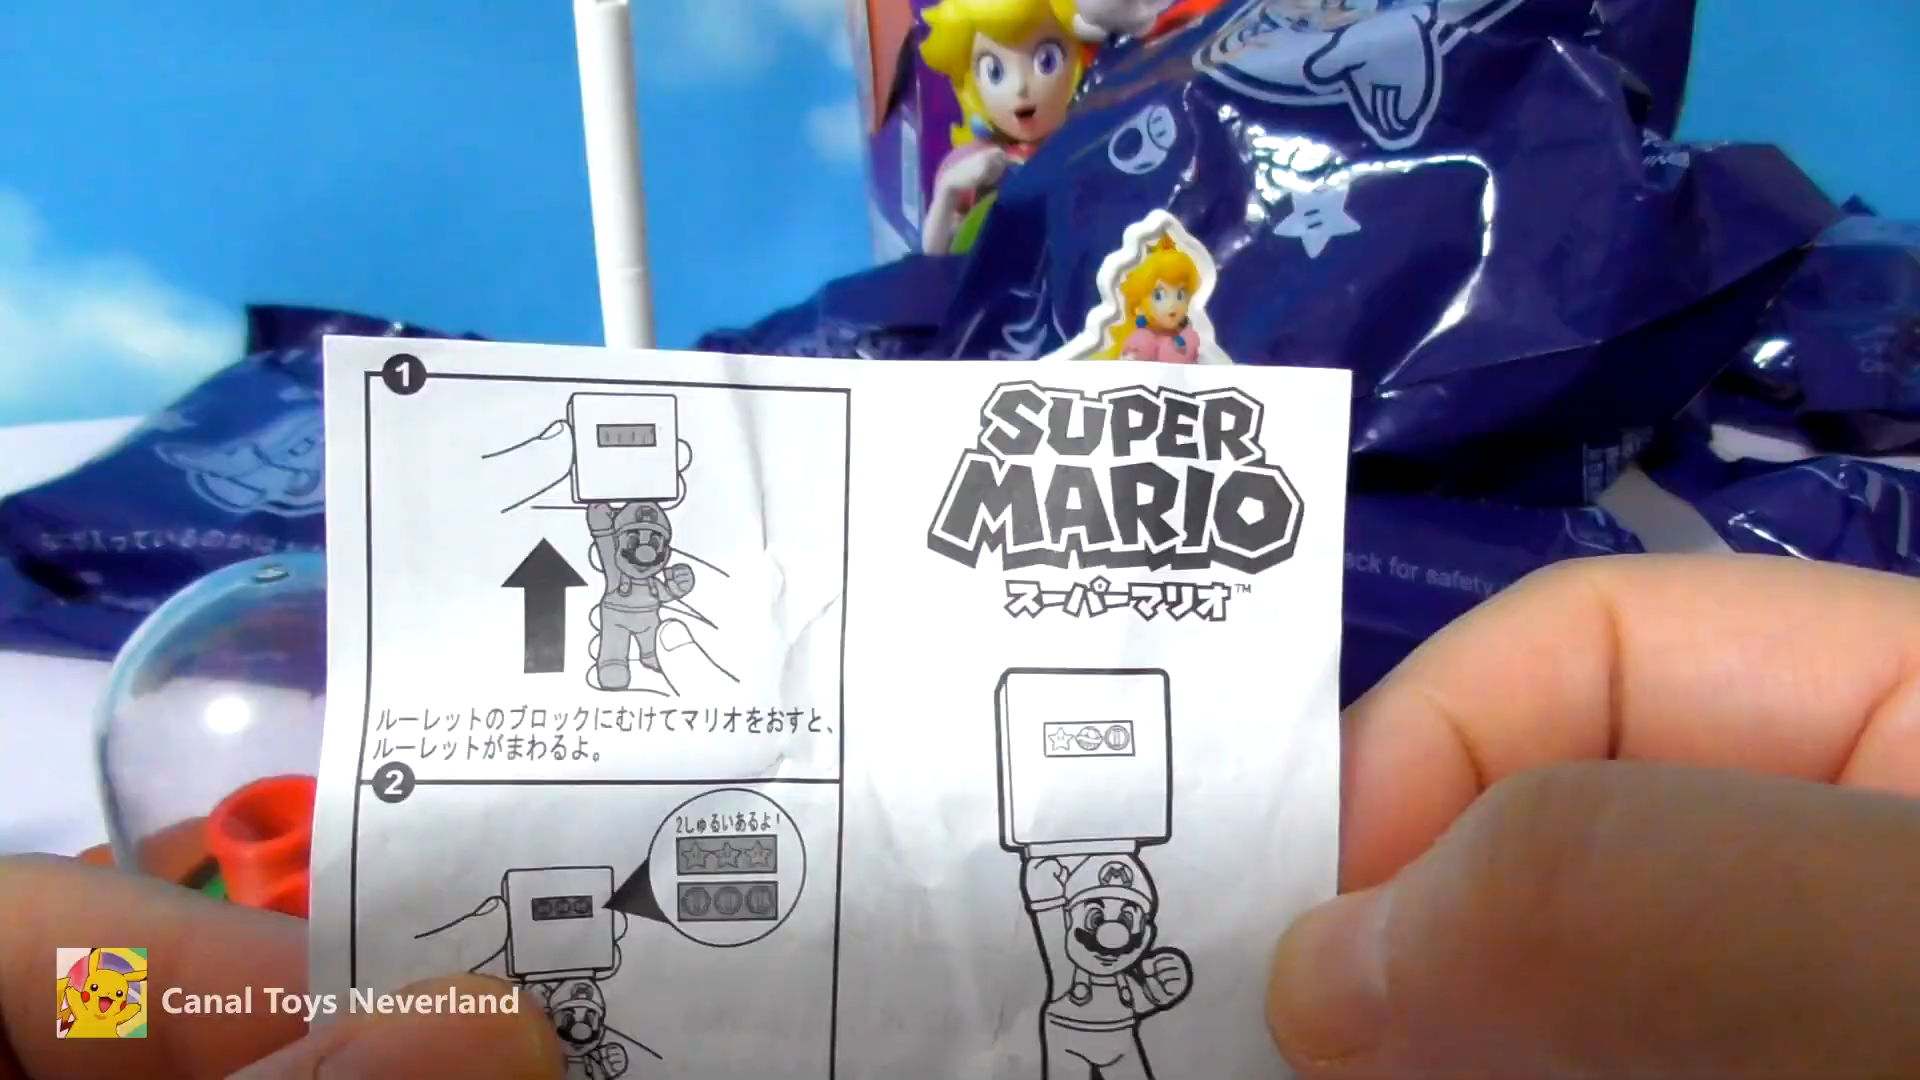 1
ルーレットのブロックにむけてマリオをおすと、
ルーレットがまわるよ。
2
2しゅるいあるよ!
SUPER
MARIO
スーパーマリオ™
ck for safety
Canal Toys Neverland